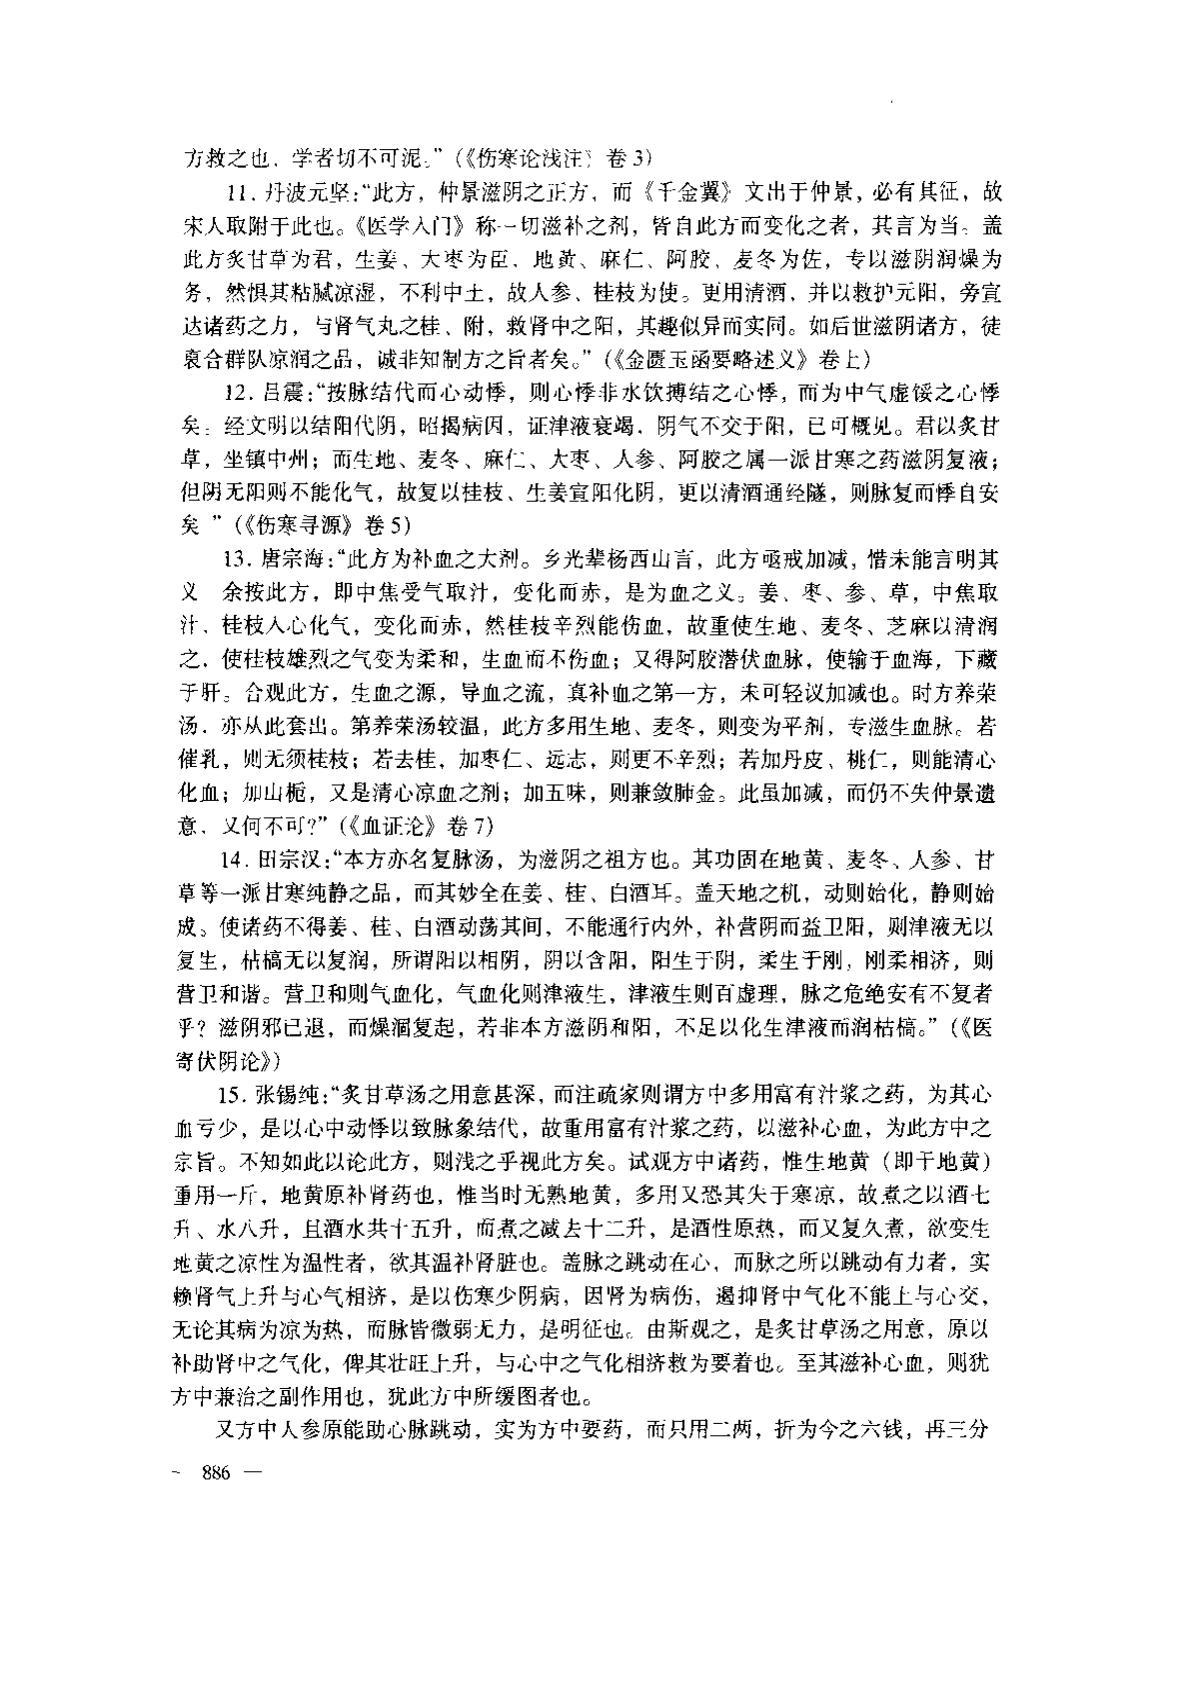 方救之也，学者切不可泥。”（《伤寒论浅注》卷 3）
11. 丹波元坚：“此方，仲景滋阴之正方，而《千金翼》文出于仲景，必有其征，故
宋人取附于此也。《医学入门》称一切滋补之剂，皆自此方而变化之者，其言为当。盖
此方炙甘草为君，生姜、大枣为臣，地黄、麻仁、阿胶、麦冬为佐，专以滋阴润燥为
务，然惧其粘腻凉湿，不利中土，故人参、桂枝为使。更用清酒，并以救护元阳，旁宣
达诸药之力，与肾气丸之桂、附，救肾中之阳，其趣似异而实同。如后世滋阴诸方，徒
裒合群队凉润之品，诚非知制方之旨者矣。”（《金匮玉函要略述义》卷上）
12. 吕震：“按脉结代而心动悸，则心悸非水饮搏结之心悸，而为中气虚馁之心悸
矣。经文明以结阳代阴，昭揭病因，证津液衰竭，阴气不交于阳，已可概见。君以炙甘
草，坐镇中州；而生地、麦冬、麻仁、大枣、人参、阿胶之属一派甘寒之药滋阴复液；
但阴无阳则不能化气，故复以桂枝、生姜宣阳化阴，更以清酒通经隧，则脉复而悸自安
矣 ”（《伤寒寻源》卷 5）
13. 唐宗海：“此方为补血之大剂。乡光辈杨西山言，此方亟戒加减，惜未能言明其
义 余按此方，即中焦受气取汁，变化而赤，是为血之义。姜、枣、参、草，中焦取
汁，桂枝入心化气，变化而赤，然桂枝辛烈能伤血，故重使生地、麦冬、芝麻以清润
之，使桂枝雄烈之气变为柔和，生血而不伤血；又得阿胶潜伏血脉，使输于血海，下藏
于肝。合观此方，生血之源，导血之流，真补血之第一方，未可轻议加减也。时方养荣
汤，亦从此套出。第养荣汤较温，此方多用生地、麦冬，则变为平剂，专滋生血脉。若
催乳，则无须桂枝；若去桂，加枣仁、远志，则更不辛烈；若加丹皮、桃仁，则能清心
化血；加山栀，又是清心凉血之剂；加五味，则兼敛肺金。此虽加减，而仍不失仲景遗
意，又何不可？”（《血证论》卷 7）
14. 田宗汉：“本方亦名复脉汤，为滋阴之祖方也。其功固在地黄、麦冬、人参、甘
草等一派甘寒纯静之品，而其妙全在姜、桂、白酒耳。盖天地之机，动则始化，静则始
成。使诸药不得姜、桂、白酒动荡其间，不能通行内外，补营阴而益卫阳，则津液无以
复生，枯槁无以复润，所谓阳以相阴，阴以含阳，阳生于阴，柔生于刚，刚柔相济，则
营卫和谐。营卫和则气血化，气血化则津液生，津液生则百虚理，脉之危绝安有不复者
乎？滋阴邪已退，而燥涸复起，若非本方滋阴和阳，不足以化生津液而润枯槁。”（《医
寄伏阴论》）
15. 张锡纯：“炙甘草汤之用意甚深，而注疏家则谓方中多用富有汁浆之药，为其心
血亏少，是以心中动悸以致脉象结代，故重用富有汁浆之药，以滋补心血，为此方中之
宗旨。不知如此以论此方，则浅之乎视此方矣。试观方中诸药，惟生地黄（即干地黄）
重用一斤，地黄原补肾药也，惟当时无熟地黄，多用又恐其失于寒凉，故煮之以酒七
升、水八升，且酒水共十五升，而煮之减去十二升，是酒性原热，而又复久煮，欲变生
地黄之凉性为温性者，欲其温补肾脏也。盖脉之跳动在心，而脉之所以跳动有力者，实
赖肾气上升与心气相济，是以伤寒少阴病，因肾为病伤，遏抑肾中气化不能上与心交，
无论其病为凉为热，而脉皆微弱无力，是明征也。由斯观之，是炙甘草汤之用意，原以
补助肾中之气化，俾其壮旺上升，与心中之气化相济救为要着也。至其滋补心血，则犹
方中兼治之副作用也，犹此方中所缓图者也。
又方中人参原能助心脉跳动，实为方中要药，而只用二两，折为今之六钱，再三分
- 886 —